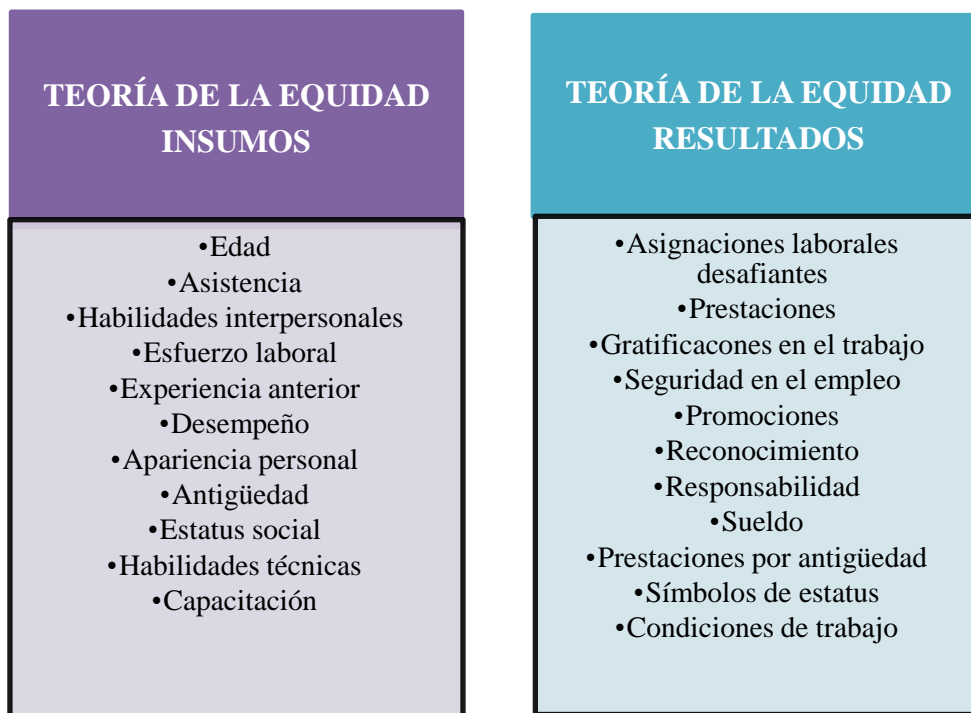 TEORÍA DE LA EQUIDAD
INSUMOS
•Edad
•Asistencia
•Habilidades interpersonales
•Esfuerzo laboral
•Experiencia anterior
•Desempeño
•Apariencia personal
•Antigüedad
•Estatus social
•Habilidades técnicas
•Capacitación
TEORÍA DE LA EQUIDAD
RESULTADOS
•Asignaciones laborales
desafiantes
•Prestaciones
•Gratificacones en el trabajo
•Seguridad en el empleo
•Promociones
•Reconocimiento
•Responsabilidad
•Sueldo
•Prestaciones por antigüedad
•Símbolos de estatus
•Condiciones de trabajo